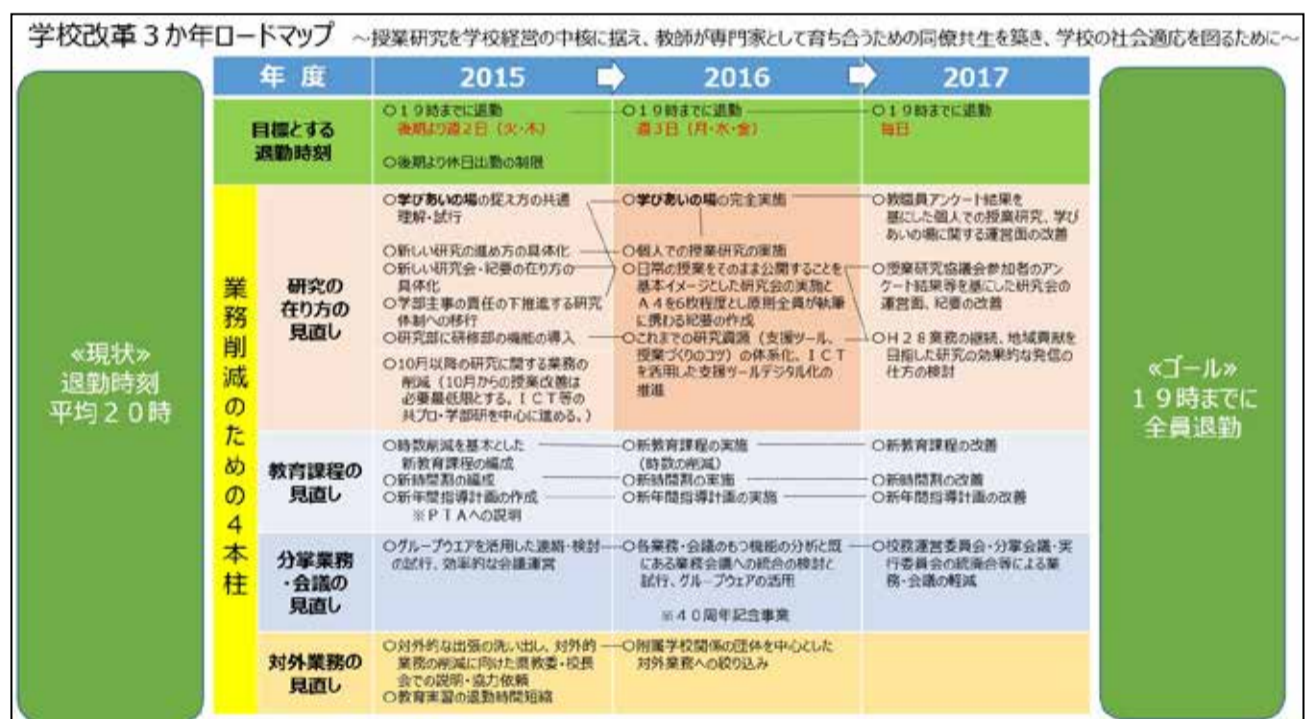 学校改革3か年ロードマップ ～授業研究を学校経営の中核に据え、教師が専門家として育ち合うための同僚共生を築き、学校の社会適応を図るために～
≪現状≫
退勤時刻
平均20時
年 度
2015
2016
2017
目標とする
退勤時刻
○19時までに退勤
後期より週2日（火・木）
○後期より休日出勤の制限
○19時までに退勤
週3日（月・水・金）
○19時までに退勤
毎日
業務削減のための4本柱
研究の
在り方の
見直し
○学びあいの場の捉え方の共通
理解・試行
○新しい研究の進め方の具体化
○新しい研究会・紀要の在り方の
具体化
○学部主事の責任の下推進する研究
体制への移行
○研究部に研修部の機能の導入
○10月以降の研究に関する業務の
削減（10月からの授業改善は
必要最低限とする。ICT等の
共プロ・学部研を中心に進める。）
○学びあいの場の完全実施
○個人での授業研究の実施
○日常の授業をそのまま公開することを
基本イメージとした研究会の実施と
A4を6枚程度とし原則全員が執筆
に携わる紀要の作成
○これまでの研究資源（支援ツール、
授業づくりのコツ）の体系化、ICT
を活用した支援ツールデジタル化の
推進
○教職員アンケート結果を
基にした個人での授業研究、学び
あいの場に関する運営面の改善
○授業研究協議会参加者のアン
ケート結果等を基にした研究会の
運営面、紀要の改善
○H28業務の継続、地域貢献を
目指した研究の効果的な発信の
仕方の検討
教育課程の
見直し
○時数削減を基本とした
新教育課程の編成
○新時間割の編成
○新年間指導計画の作成
※PTAへの説明
○新教育課程の実施
（時数の削減）
○新時間割の実施
○新年間指導計画の実施
○新教育課程の改善
○新時間割の改善
○新年間指導計画の改善
分掌業務
・会議の
見直し
○グループウエアを活用した連絡・検討
の試行、効率的な会議運営
○各業務・会議のもつ機能の分析と既
にある業務会議への統合の検討と
試行、グループウェアの活用
※40周年記念事業
○校務運営委員会・分掌会議・実
行委員会の統廃合等による業
務・会議の軽減
対外業務の
見直し
○対外的な出張の洗い出し、対外的
業務の削減に向けた県教委・校長
会での説明・協力依頼
○教育実習の退勤時間短縮
○附属学校関係の団体を中心とした
対外業務への絞り込み
≪ゴール≫
19時までに
全員退勤